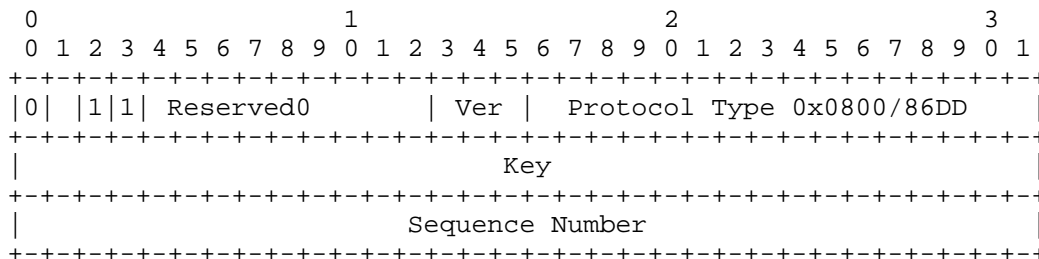 0                   1                   2                   3
 0 1 2 3 4 5 6 7 8 9 0 1 2 3 4 5 6 7 8 9 0 1 2 3 4 5 6 7 8 9 0 1
+-+-+-+-+-+-+-+-+-+-+-+-+-+-+-+-+-+-+-+-+-+-+-+-+-+-+-+-+-+-+-+-+
|0| |1|1| Reserved0       | Ver |  Protocol Type 0x0800/86DD    |
+-+-+-+-+-+-+-+-+-+-+-+-+-+-+-+-+-+-+-+-+-+-+-+-+-+-+-+-+-+-+-+-+
|                              Key                              |
+-+-+-+-+-+-+-+-+-+-+-+-+-+-+-+-+-+-+-+-+-+-+-+-+-+-+-+-+-+-+-+-+
|                        Sequence Number                        |
+-+-+-+-+-+-+-+-+-+-+-+-+-+-+-+-+-+-+-+-+-+-+-+-+-+-+-+-+-+-+-+-+